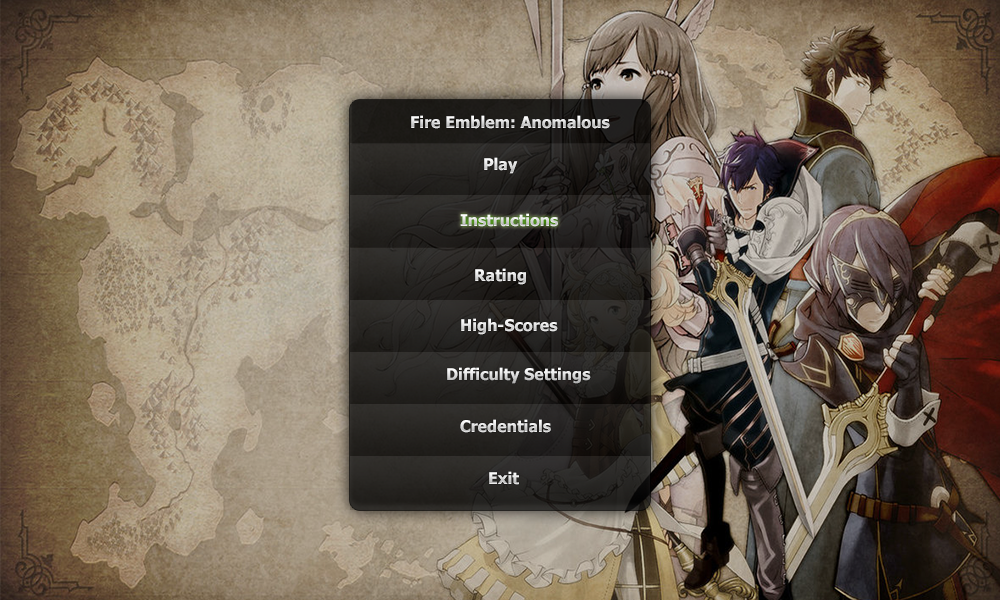 Fire Emblem: Anomalous
Play
Instructions
Rating
High-Scores
Difficulty Settings
Credentials
Exit